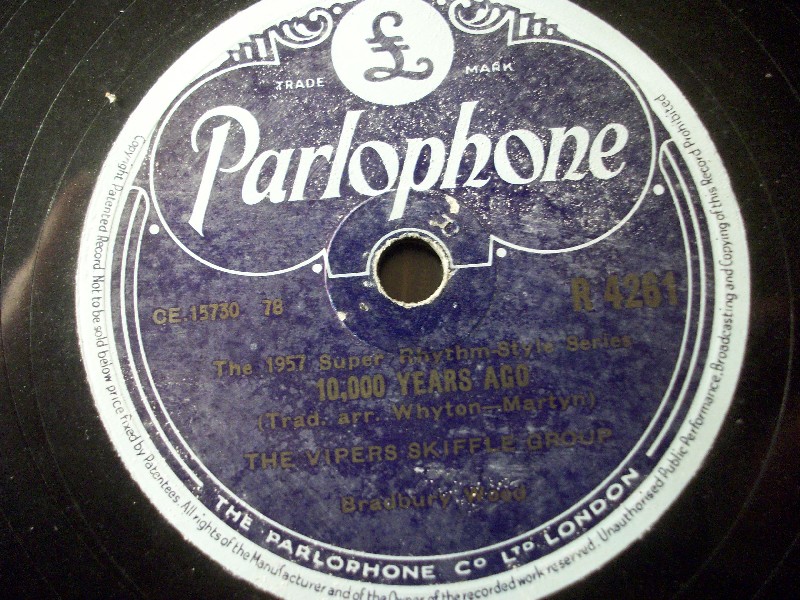 £
TRADE MARK
Parlophone
CE.15730 78
R 4261
The 1957 Super Rhythm-Style Series
10,000 YEARS AGO
(Trad. arr. Whyton—Martyn)
THE VIPERS SKIFFLE GROUP
Bradbury Wood
THE PARLOPHONE Co LTD. LONDON
Copyright Patented Record Not to be sold below price fixed by Patentees. All rights of the Manufacturer and of the Owner of the recorded work reserved. Unauthorised Public Performance, Broadcasting and Copying of this Record Prohibited